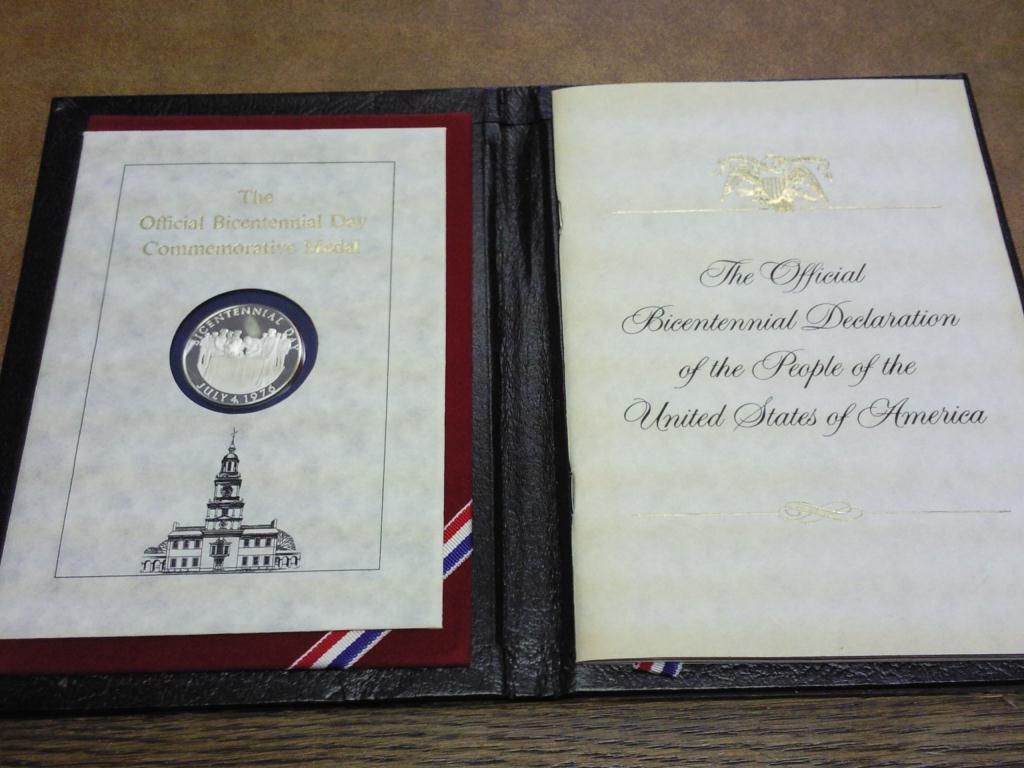 The
Official Bicentennial Day
Commemorative Medal
BICENTENNIAL DAY
JULY 4, 1976
The Official
Bicentennial Declaration
of the People of the
United States of America